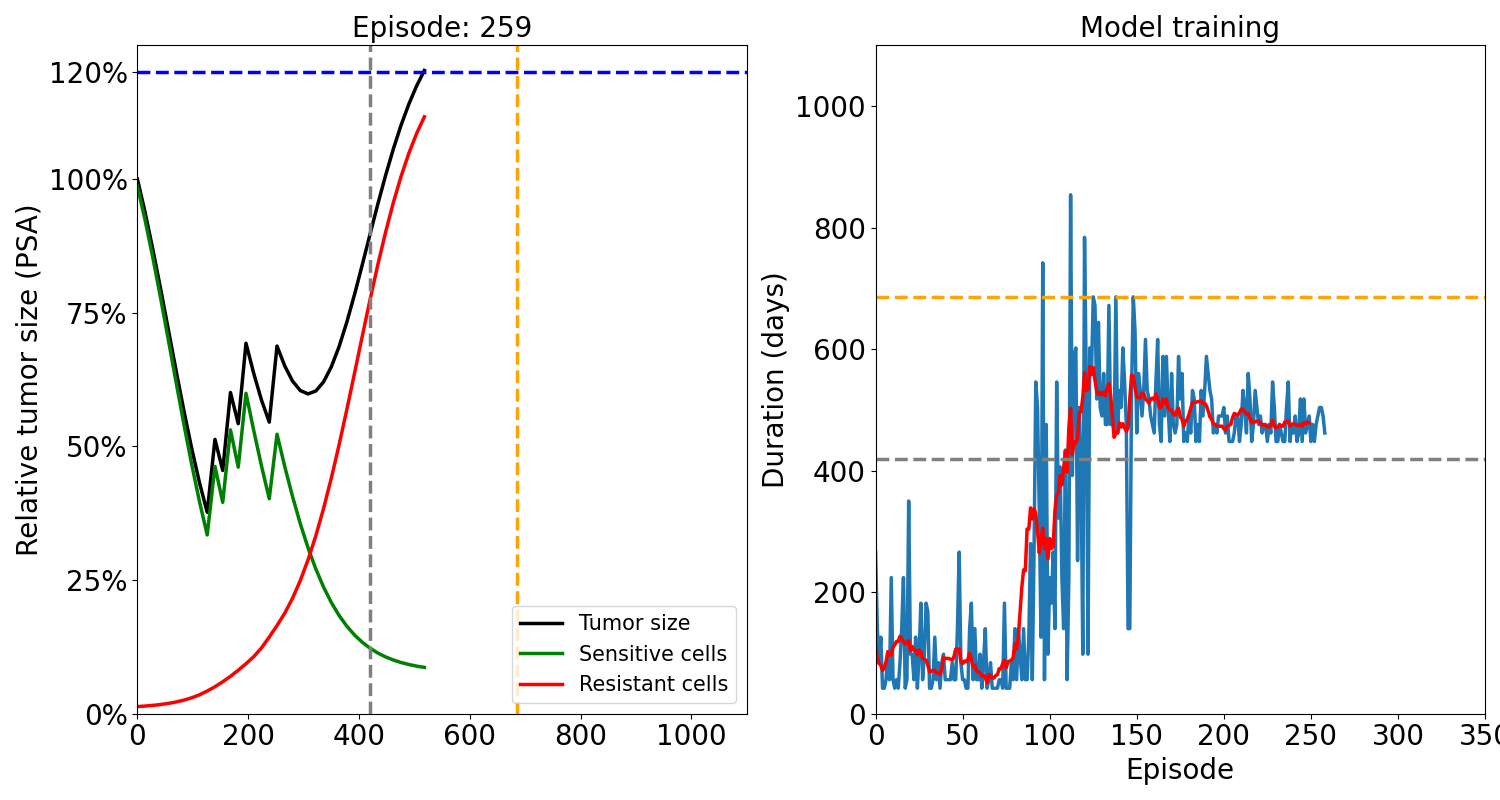 Episode: 259
Relative tumor size (PSA)
120%
100%
75%
50%
25%
0%
0 200 400 600 800 1000
Tumor size
Sensitive cells
Resistant cells
Model training
Duration (days)
1000
800
600
400
200
0
0 50 100 150 200 250 300 350
Episode